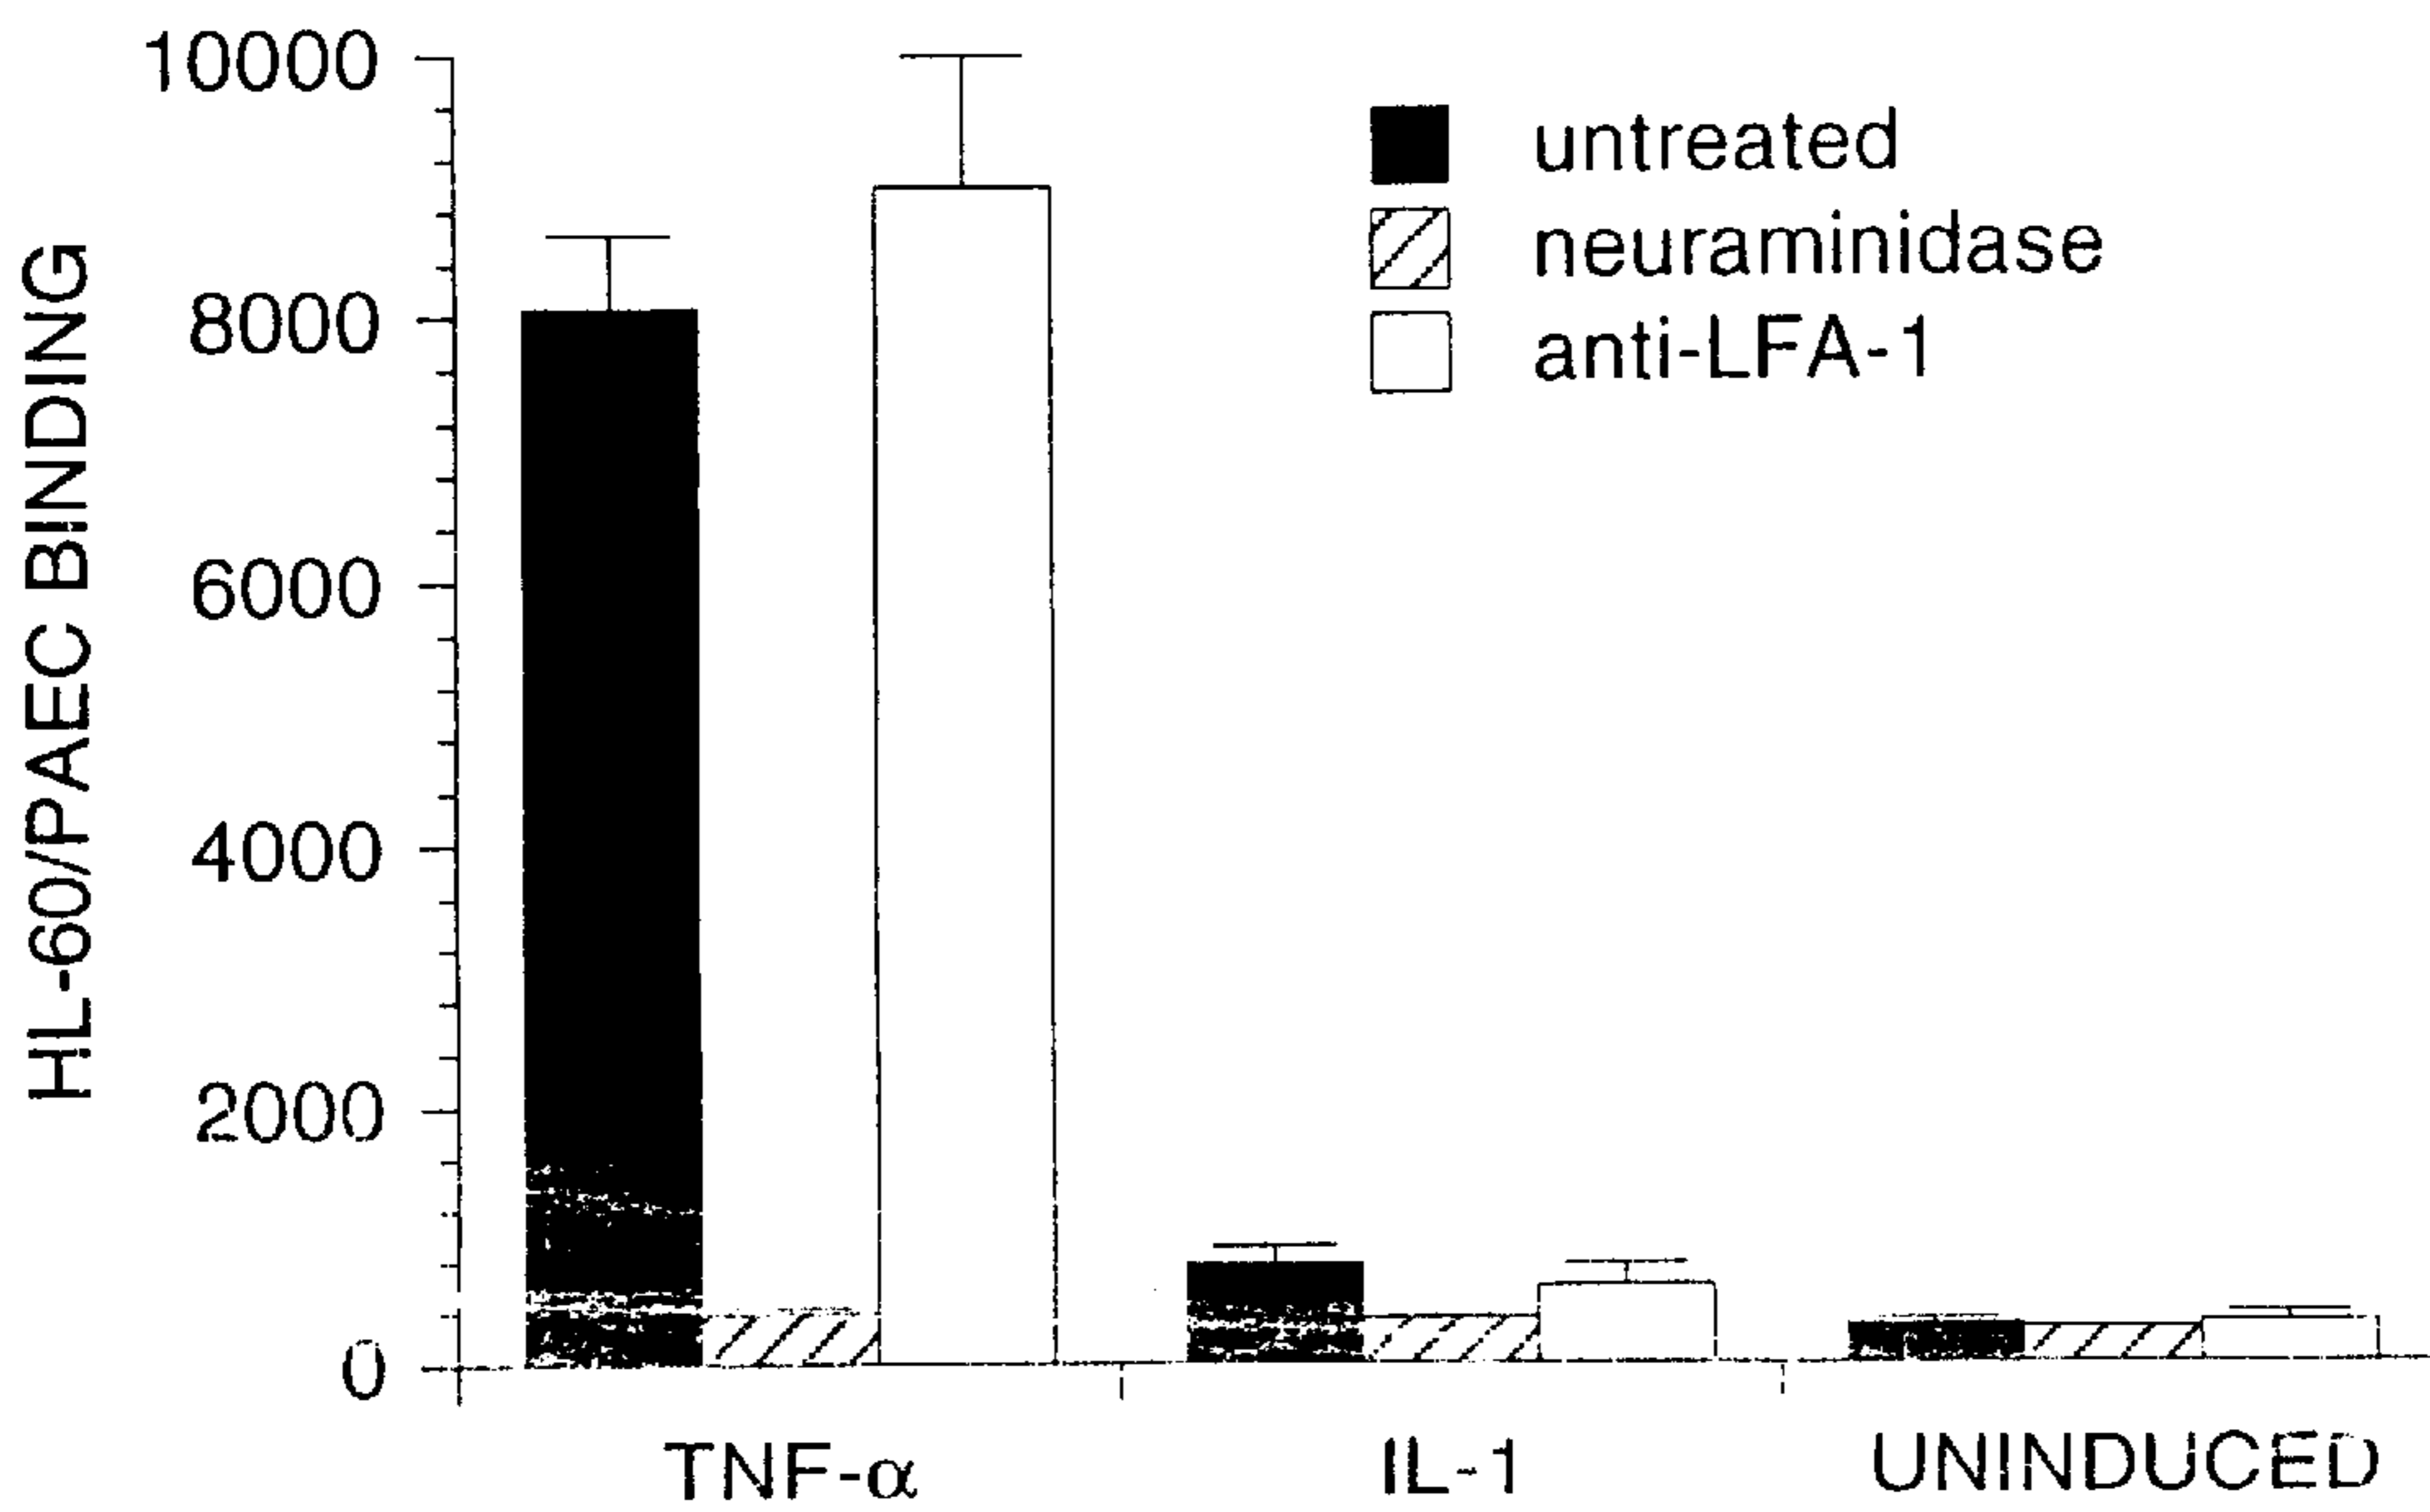 HL-60/PAEC BINDING
10000
8000
6000
4000
2000
0
untreated
neuraminidase
anti-LFA-1
TNF-α
IL-1
UNINDUCED